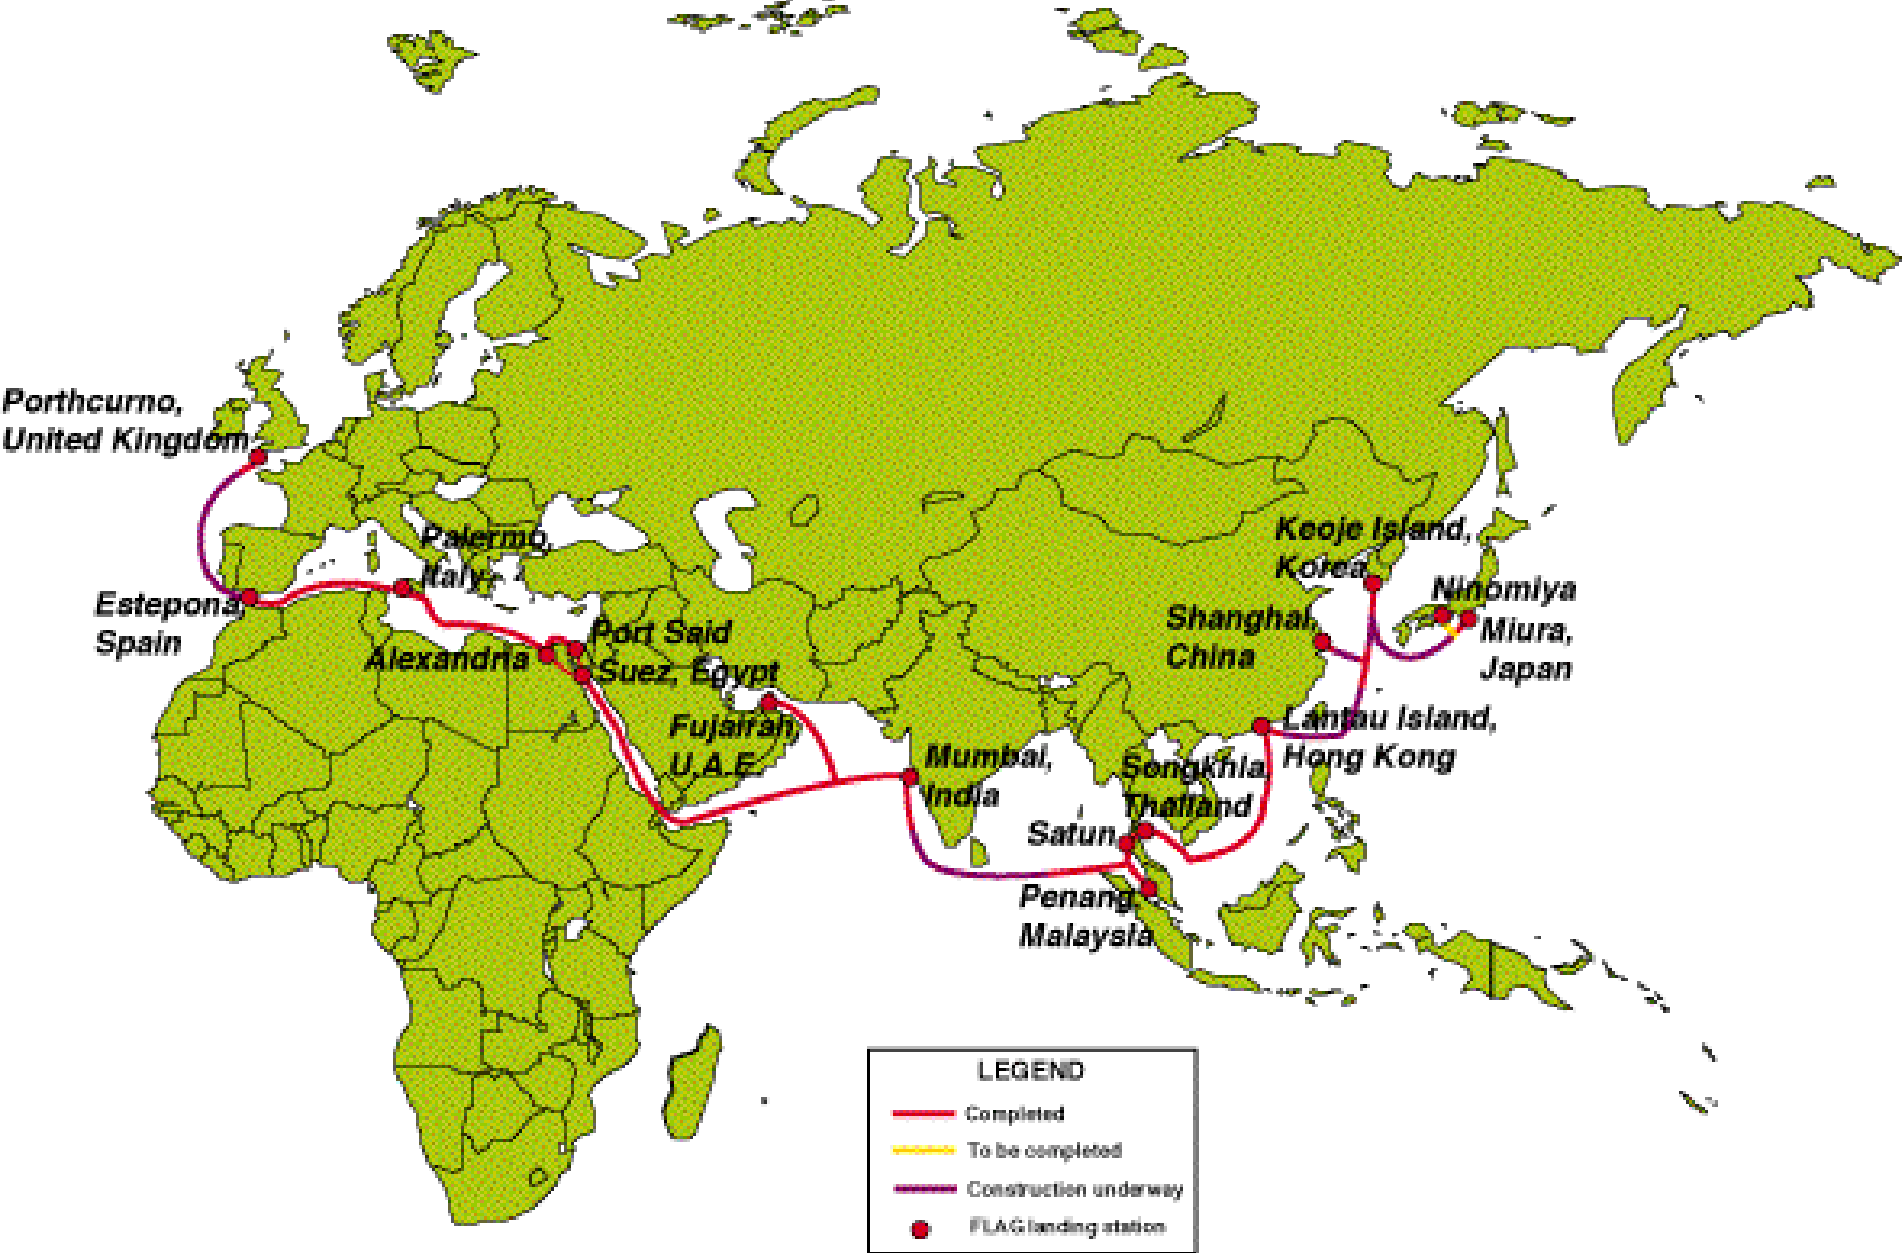 Porthcurno,
United Kingdom
Palermo,
Italy
Estepona,
Spain
Alexandria
Port Said
Suez, Egypt
Fujairah,
U.A.E.
Mumbai,
India
Keoje Island,
Korea
Ninomiya
Miura,
Japan
Shanghai,
China
Lantau Island,
Hong Kong
Songkhla,
Thailand
Satun
Penang,
Malaysia
LEGEND
Completed
To be completed
Construction underway
FLAG landing station